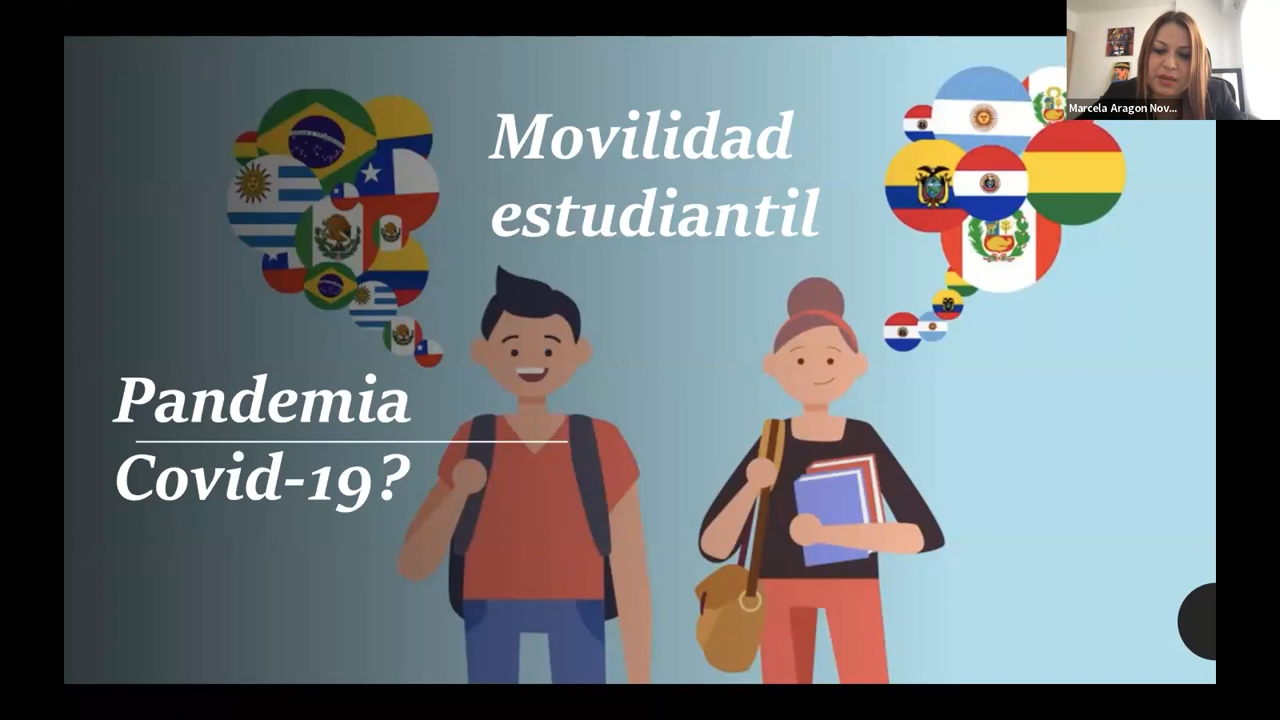 Marcela Aragon Nov...
Movilidad
estudiantil
Pandemia
Covid-19?